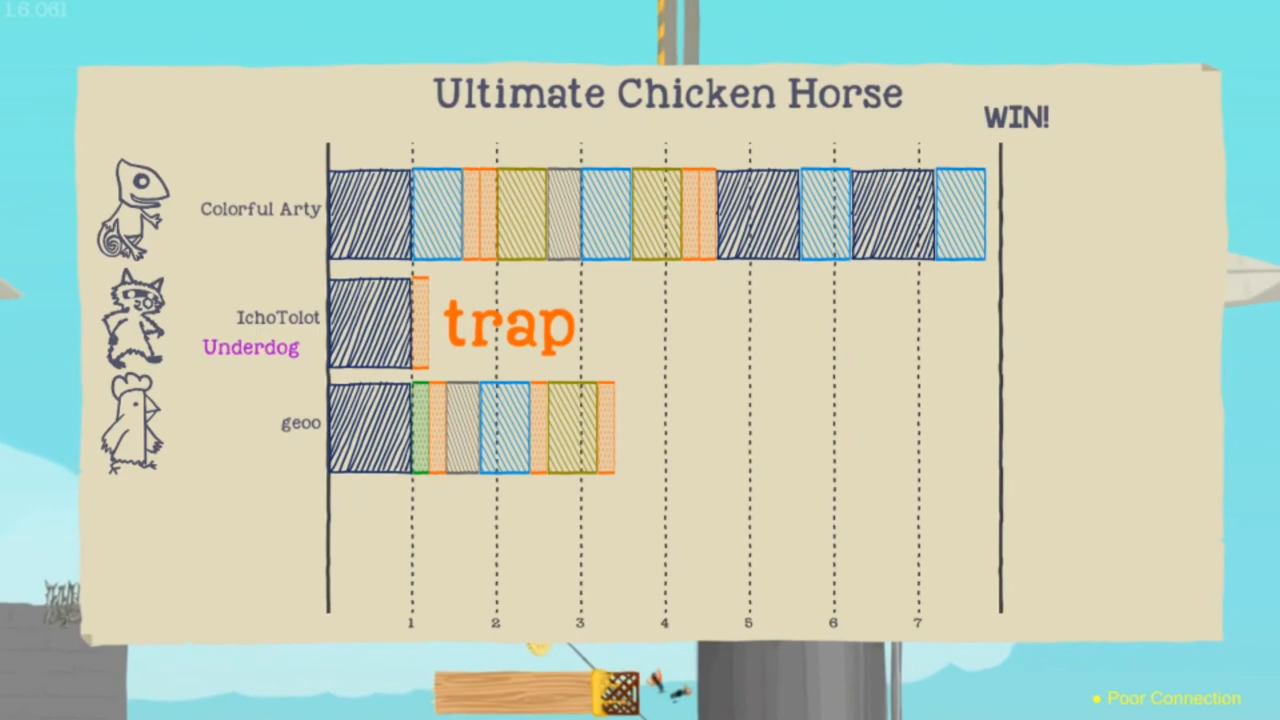 1.6.061
Ultimate Chicken Horse
WIN!
Colorful Arty
IchoTolot
Underdog
trap
geoo
1 2 3 4 5 6 7
Poor Connection